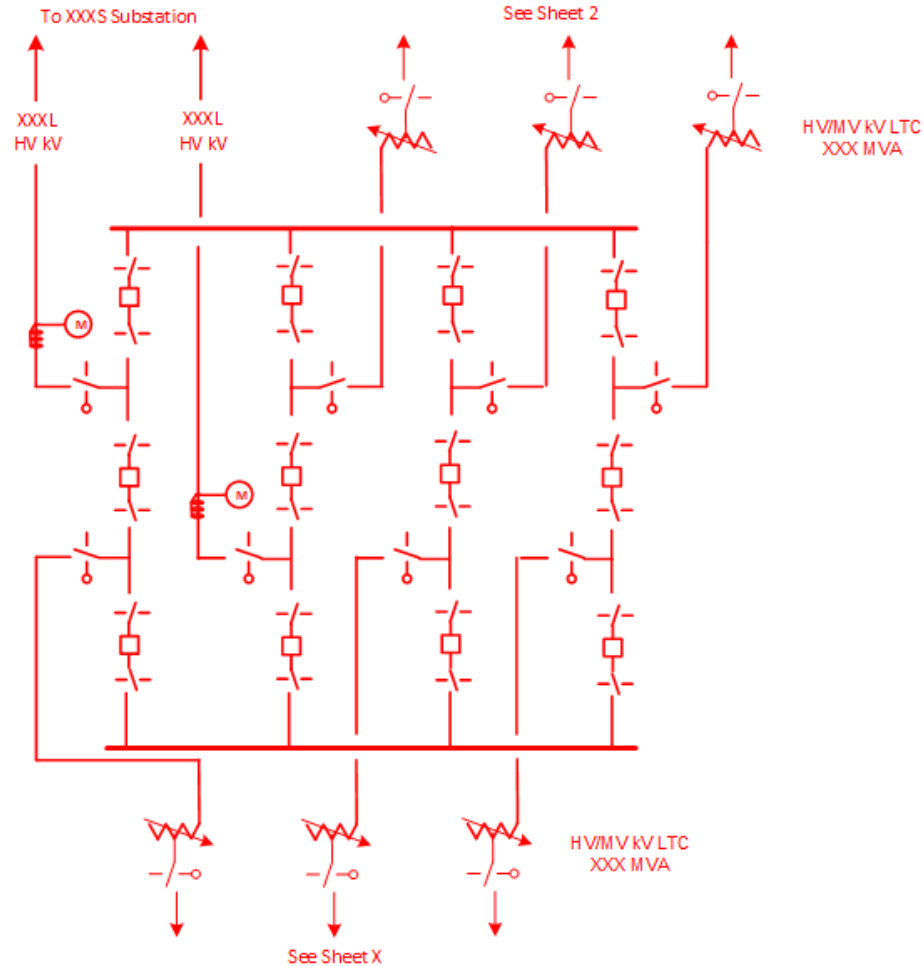 To XXXS Substation
See Sheet 2
XXXL
HV kV
XXXL
HV kV
HV/MV kV LTC
XXX MVA
M
M
HV/MV kV LTC
XXX MVA
See Sheet X